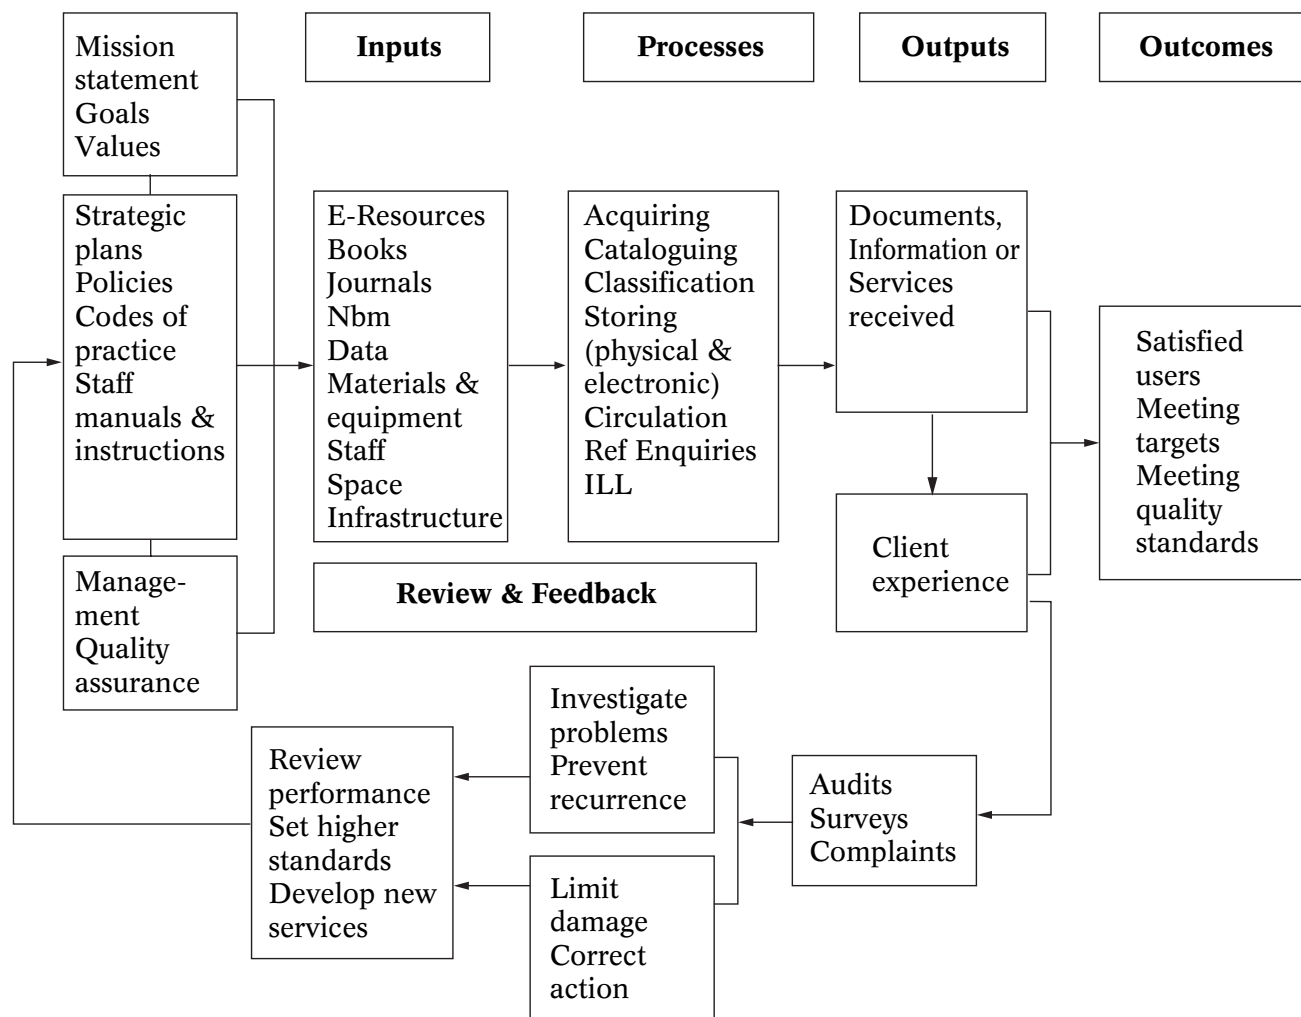 Mission
statement
Goals
Values
Inputs
Processes
Outputs
Outcomes
Strategic
plans
Policies
Codes of
practice
Staff
manuals &
instructions
E-Resources
Books
Journals
Nbm
Data
Materials &
equipment
Staff
Space
Infrastructure
Acquiring
Cataloguing
Classification
Storing
(physical &
electronic)
Circulation
Ref Enquiries
ILL
Documents,
Information or
Services
received
Satisfied
users
Meeting
targets
Meeting
quality
standards
Client
experience
Manage-
ment
Quality
assurance
Review & Feedback
Investigate
problems
Prevent
recurrence
Review
performance
Set higher
standards
Develop new
services
Audits
Surveys
Complaints
Limit
damage
Correct
action